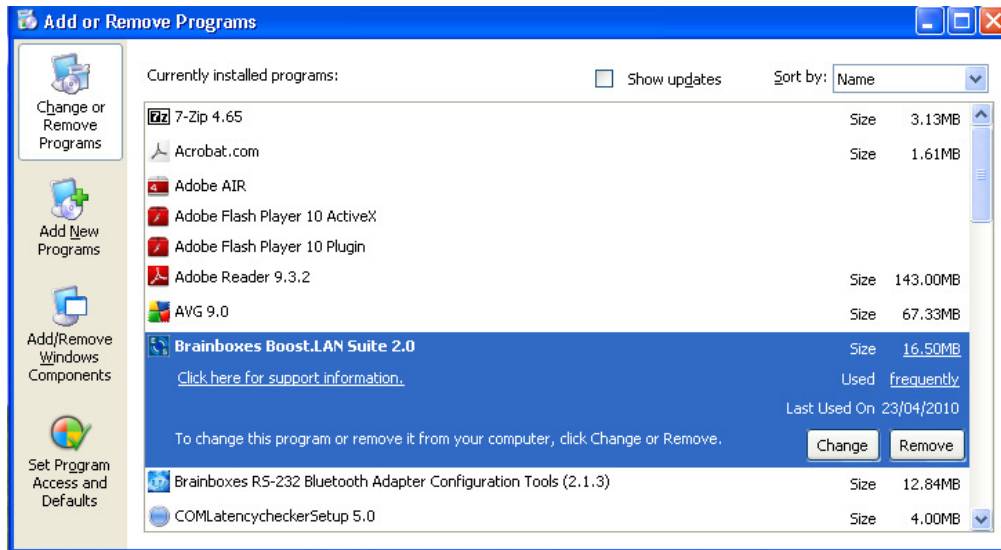 Add or Remove Programs
Change or
Remove
Programs
Add New
Programs
Add/Remove
Windows
Components
Set Program
Access and
Defaults
Currently installed programs:
Show updates
Sort by: Name
7-Zip 4.65 Size 3.13MB
Acrobat.com Size 1.61MB
Adobe AIR
Adobe Flash Player 10 ActiveX
Adobe Flash Player 10 Plugin
Adobe Reader 9.3.2 Size 143.00MB
AVG 9.0 Size 67.33MB
Brainboxes Boost.LAN Suite 2.0 Size 16.50MB
Click here for support information. Used frequently
Last Used On 23/04/2010
To change this program or remove it from your computer, click Change or Remove. Change Remove
Brainboxes RS-232 Bluetooth Adapter Configuration Tools (2.1.3) Size 12.84MB
COMLatencycheckerSetup 5.0 Size 4.00MB